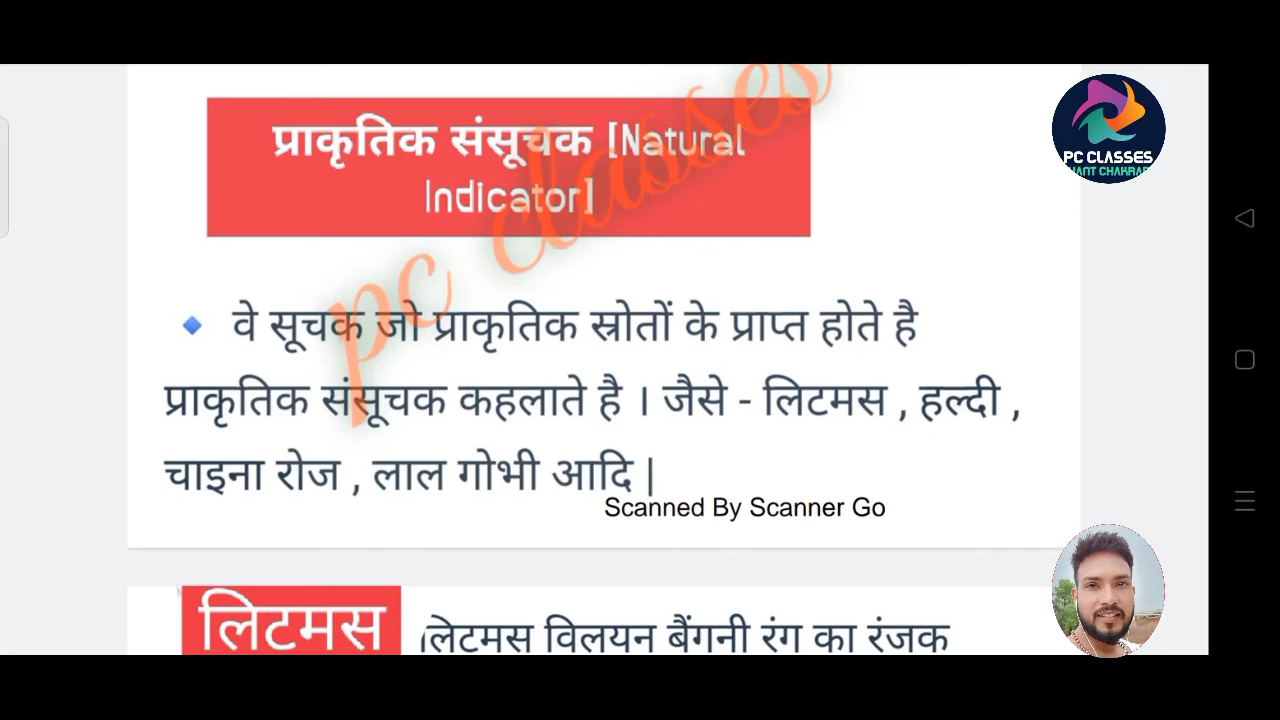 प्राकृतिक संसूचक [Natural
Indicator]
pc classes
PC CLASSES
🔹 वे सूचक जो प्राकृतिक स्रोतों के प्राप्त होते है
प्राकृतिक संसूचक कहलाते है । जैसे - लिटमस , हल्दी ,
चाइना रोज , लाल गोभी आदि |
Scanned By Scanner Go
लिटमस
लिटमस विलयन बैंगनी रंग का रंजक